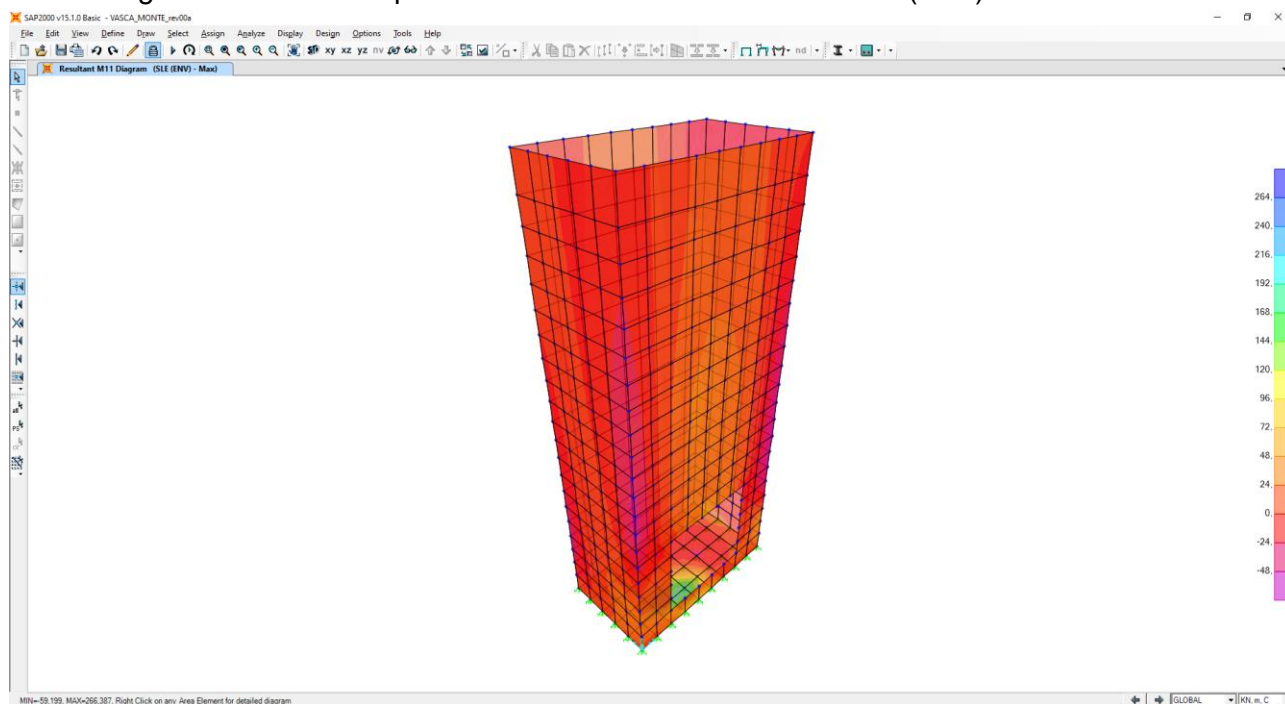 SAP2000 v15.1.0 Basic - VASCA_MONTE_rev00a
File Edit View Define Draw Select Assign Analyze Display Design Options Tools Help
xy xz yz nv nd
Resultant M11 Diagram (SLE (ENV) - Max)
264,
240,
216,
192,
168,
144,
120,
96,
72,
48,
24,
0,
-24,
-48,
MIN=-59.199, MAX=266.387, Right Click on any Area Element for detailed diagram
GLOBAL KN, m, C